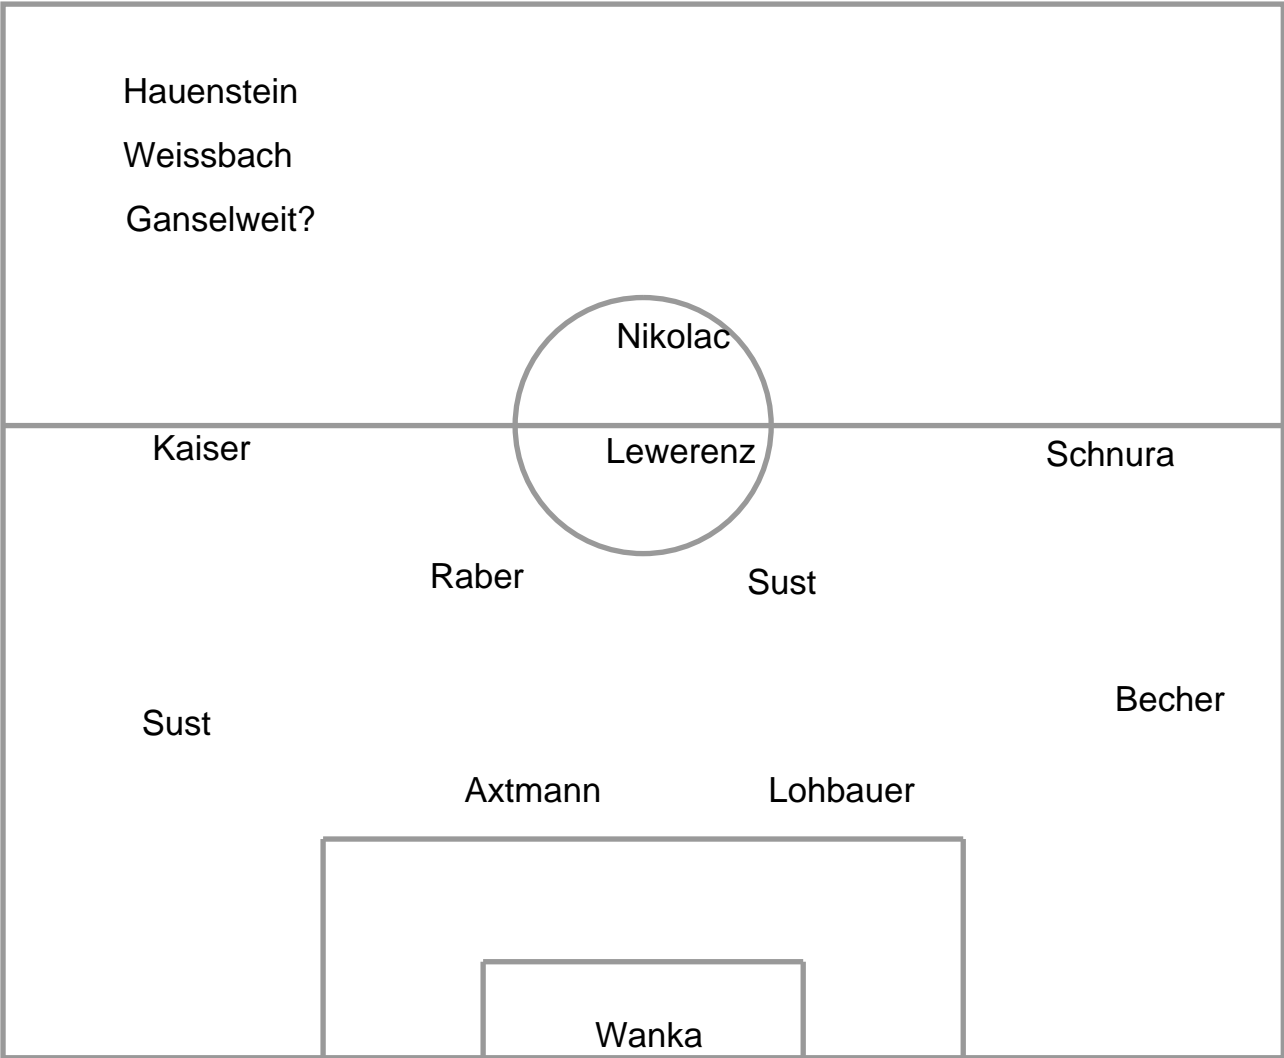 Hauenstein
Weissbach
Ganselweit?
Nikolac
Kaiser
Lewerenz
Schnura
Raber
Sust
Sust
Becher
Axtmann
Lohbauer
Wanka